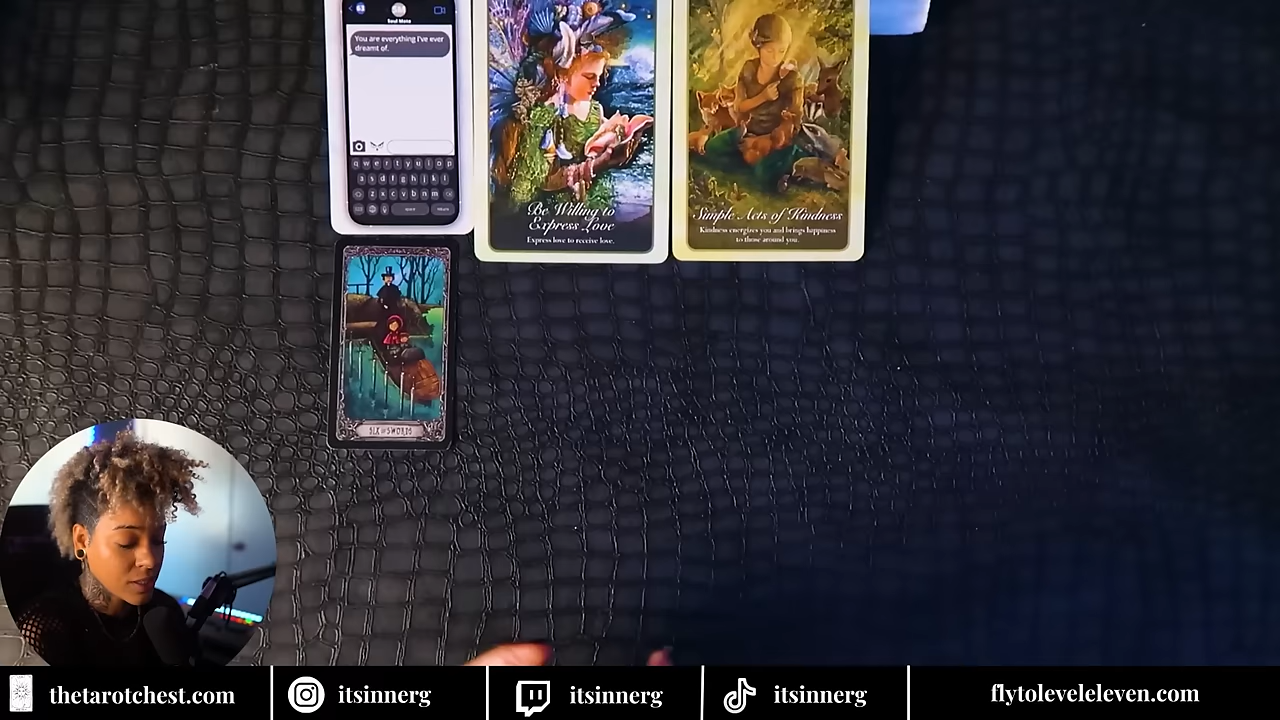 Soul Mate
You are everything I've ever
dreamt of.
q w e r t y u i o p
a s d f g h j k l
z x c v b n m
Be Willing to
Express Love
Express love to receive love.
Simple Acts of Kindness
Kindness energizes you and brings happiness
to those around you.
SIX OF SWORDS
thetarotchest.com
itsinnerg
itsinnerg
itsinnerg
flytoleveleleven.com